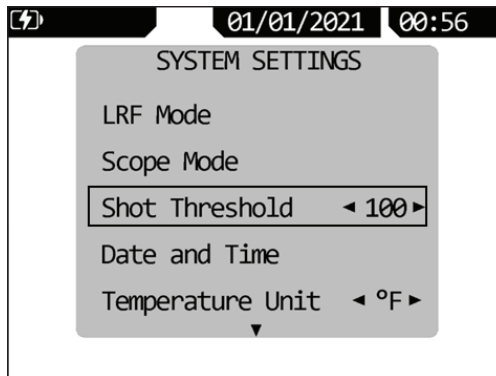 01/01/2021 00:56
SYSTEM SETTINGS
LRF Mode
Scope Mode
Shot Threshold ◄ 100 ►
Date and Time
Temperature Unit ◄ °F ►